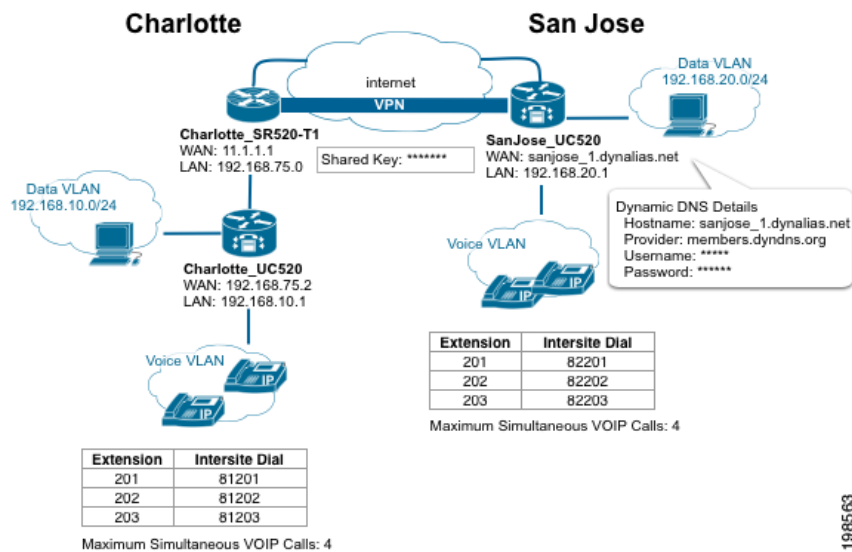 Charlotte
San Jose
internet
VPN
Data VLAN
192.168.20.0/24
Charlotte_SR520-T1
WAN: 11.1.1.1
LAN: 192.168.75.0
Shared Key: *******
SanJose_UC520
WAN: sanjose_1.dynalias.net
LAN: 192.168.20.1
Data VLAN
192.168.10.0/24
Dynamic DNS Details
Hostname: sanjose_1.dynalias.net
Provider: members.dyndns.org
Username: *****
Password: ******
Voice VLAN
IP
IP
Charlotte_UC520
WAN: 192.168.75.2
LAN: 192.168.10.1
Extension Intersite Dial
201 82201
202 82202
203 82203
Maximum Simultaneous VOIP Calls: 4
Voice VLAN
IP
IP
Extension Intersite Dial
201 81201
202 81202
203 81203
Maximum Simultaneous VOIP Calls: 4
198563